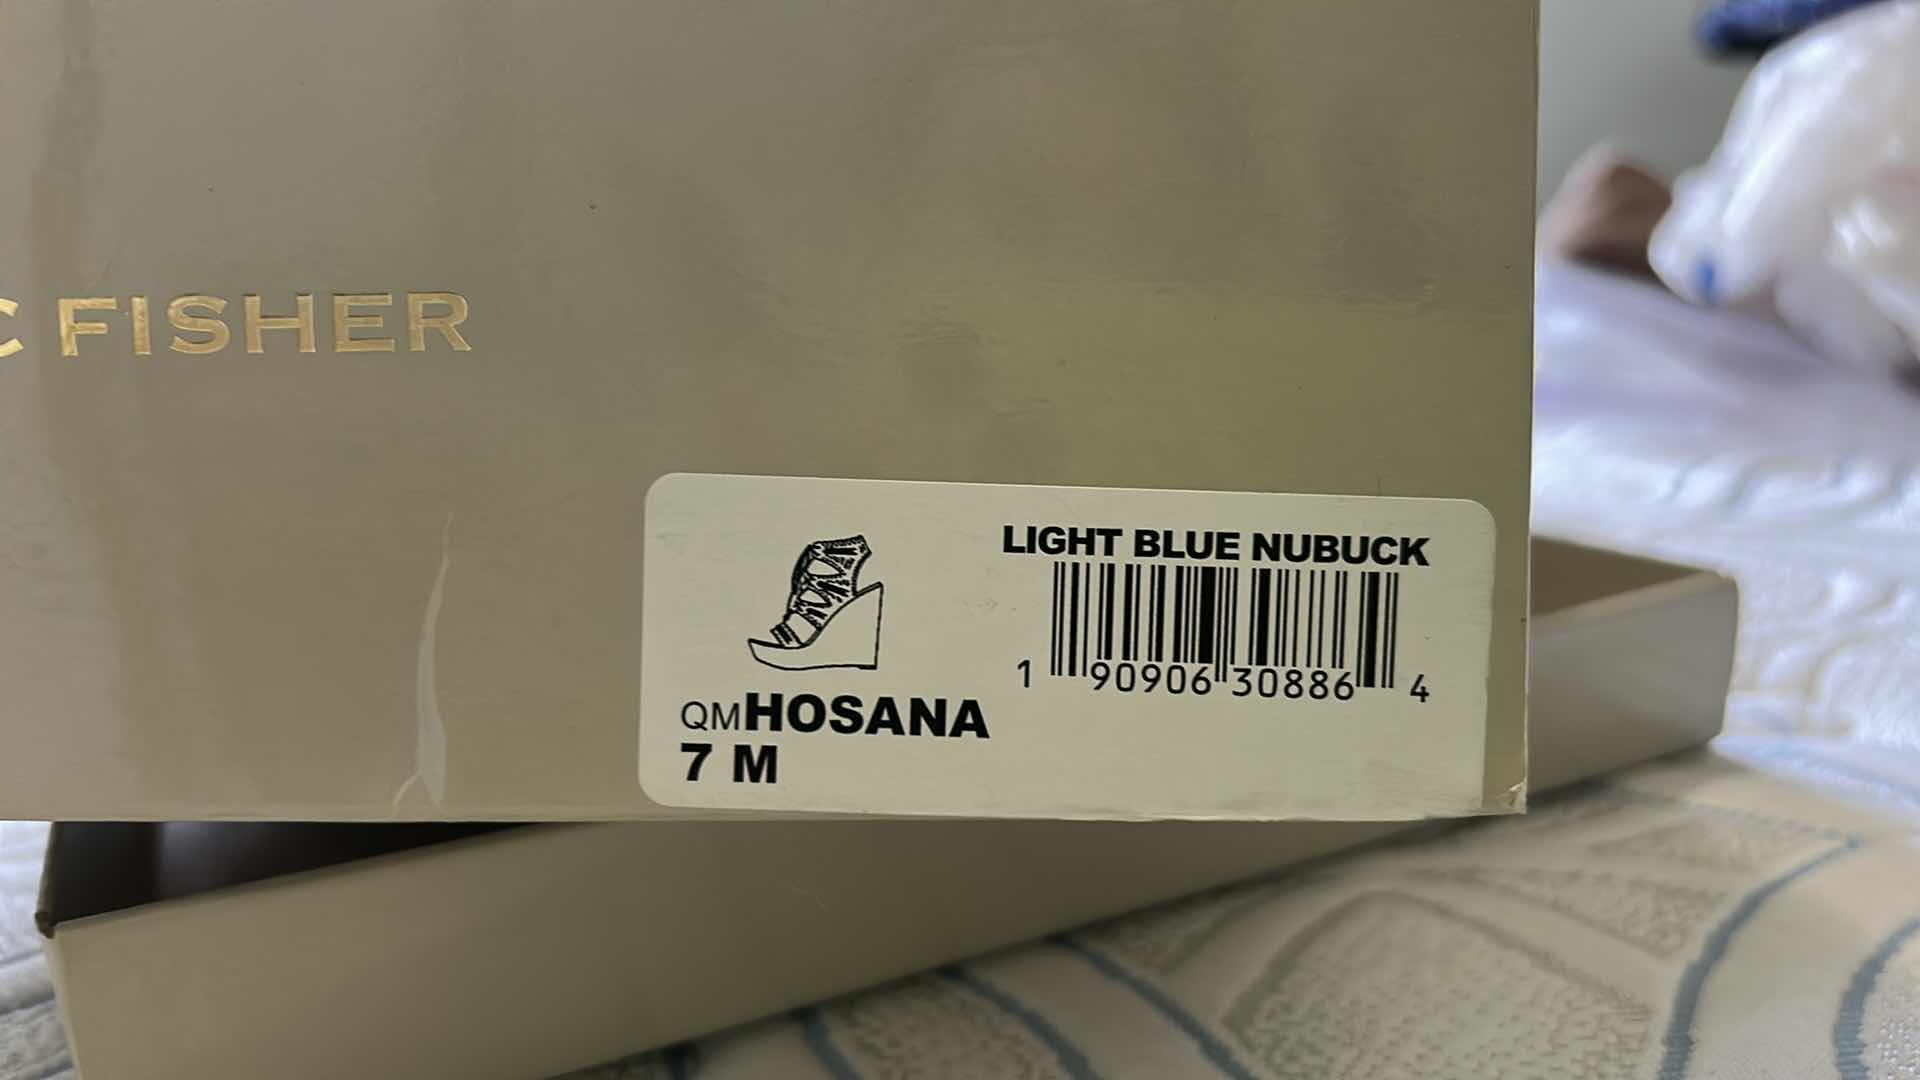 C FISHER
LIGHT BLUE NUBUCK
1 90906 30886 4
QMHOSANA
7 M